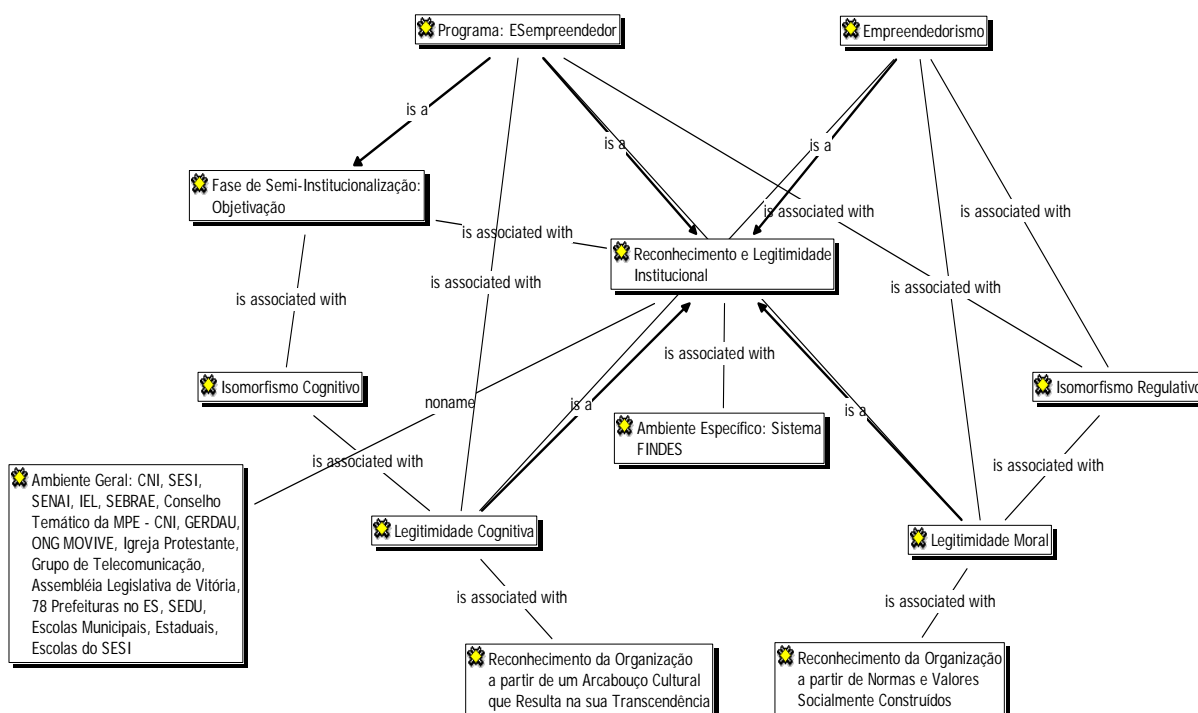 Programa: ESempreendedor
Empreendedorismo
is a
is a
is a
Fase de Semi-Institucionalização:
Objetivação
is associated with
is associated with
is associated with
Reconhecimento e Legitimidade
Institucional
is associated with
is associated with
is associated with
is associated with
Isomorfismo Cognitivo
Isomorfismo Regulativo
noname
is a
is a
Ambiente Específico: Sistema
FINDES
is associated with
is associated with
Ambiente Geral: CNI, SESI,
SENAI, IEL, SEBRAE, Conselho
Temático da MPE - CNI, GERDAU,
ONG MOVIVE, Igreja Protestante,
Grupo de Telecomunicação,
Assembléia Legislativa de Vitória,
78 Prefeituras no ES, SEDU,
Escolas Municipais, Estaduais,
Escolas do SESI
Legitimidade Cognitiva
Legitimidade Moral
is associated with
is associated with
Reconhecimento da Organização
a partir de um Arcabouço Cultural
que Resulta na sua Transcendência
Reconhecimento da Organização
a partir de Normas e Valores
Socialmente Construídos